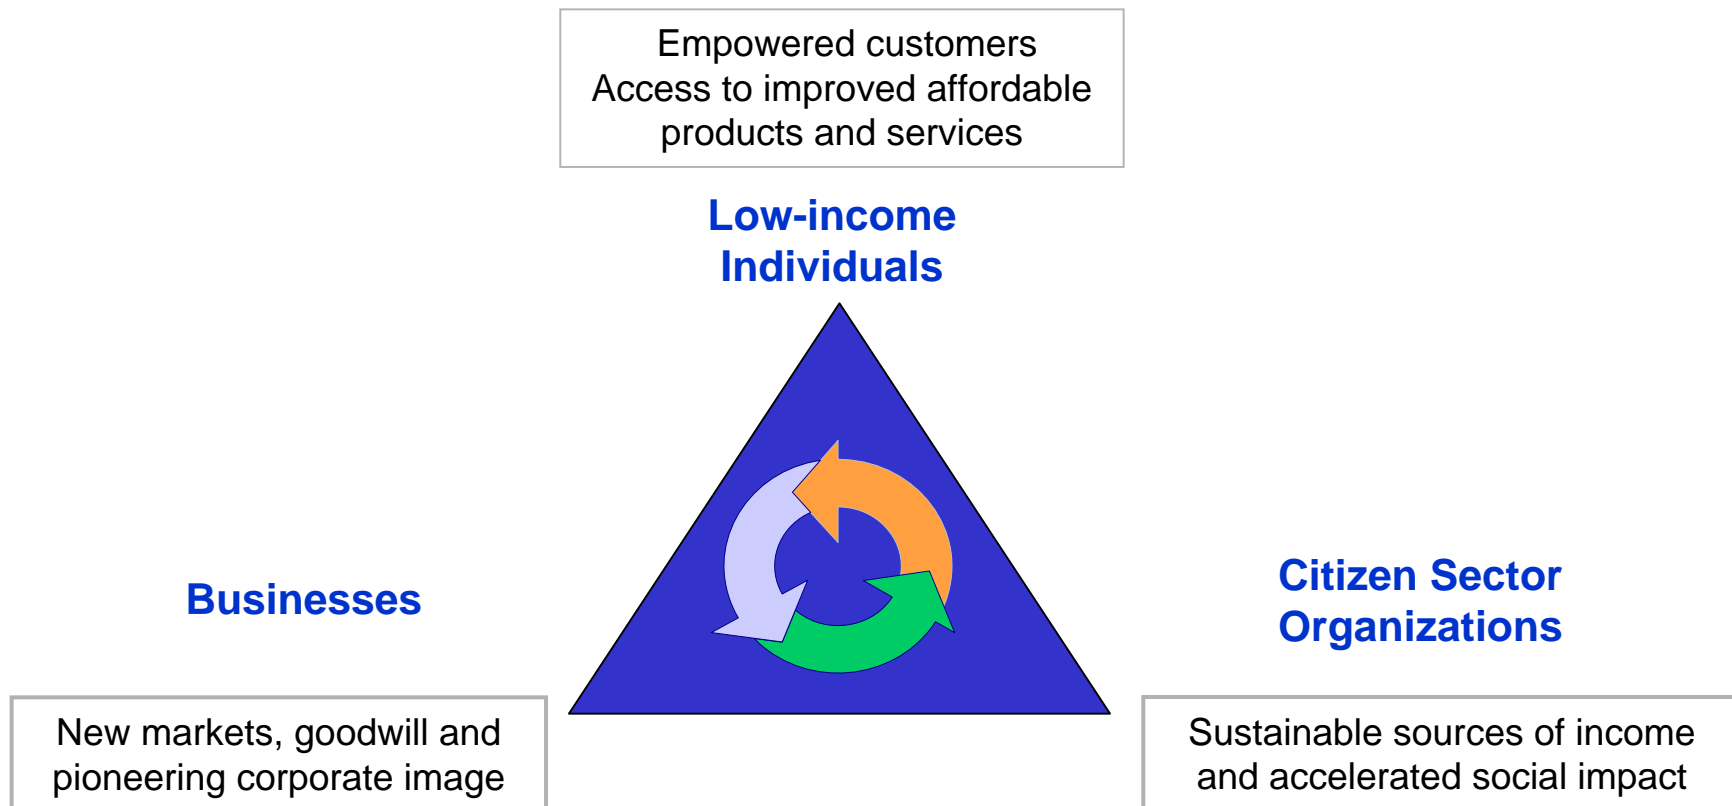 Empowered customers
Access to improved affordable
products and services
Low-income
Individuals
Businesses
Citizen Sector
Organizations
New markets, goodwill and
pioneering corporate image
Sustainable sources of income
and accelerated social impact